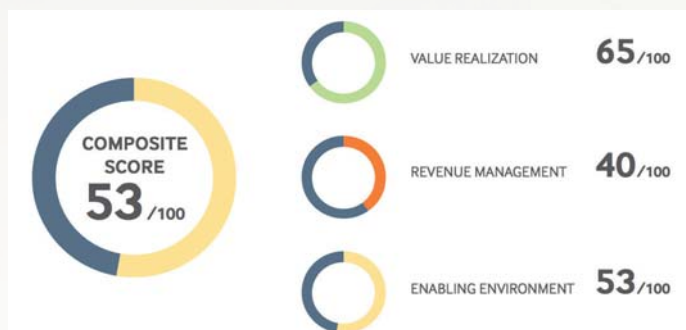 COMPOSITE
SCORE
53/100
VALUE REALIZATION 65/100
REVENUE MANAGEMENT 40/100
ENABLING ENVIRONMENT 53/100